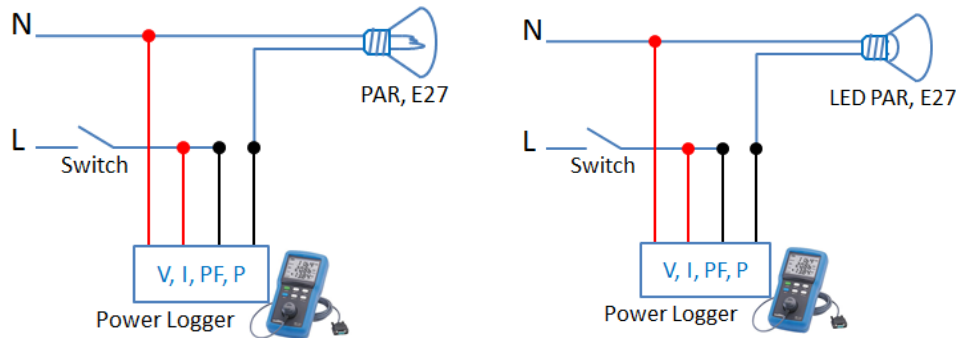 N
PAR, E27
L
Switch
V, I, PF, P
Power Logger
N
LED PAR, E27
L
Switch
V, I, PF, P
Power Logger